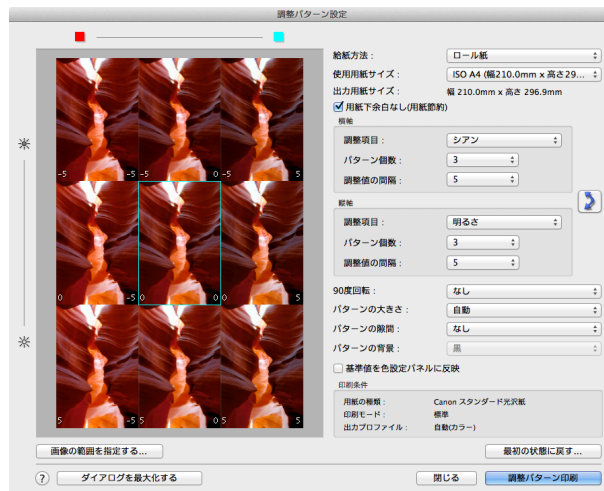 調整パターン設定
給紙方法：
ロール紙
使用用紙サイズ：
ISO A4 (幅210.0mm x 高さ29...
出力用紙サイズ：
幅 210.0mm x 高さ 296.9mm
用紙下余白なし(用紙節約)
横軸
調整項目：
シアン
パターン個数：
3
調整値の間隔：
5
縦軸
調整項目：
明るさ
パターン個数：
3
調整値の間隔：
5
90度回転：
なし
パターンの大きさ：
自動
パターンの隙間：
なし
パターンの背景：
黒
基準値を色設定パネルに反映
印刷条件
用紙の種類：
Canon スタンダード光沢紙
印刷モード：
標準
出力プロファイル：
自動(カラー)
-5 -5 -5 0 -5 5
0 -5 0 0 0 5
5 -5 5 0 5 5
画像の範囲を指定する...
最初の状態に戻す...
? ダイアログを最大化する
閉じる
調整パターン印刷